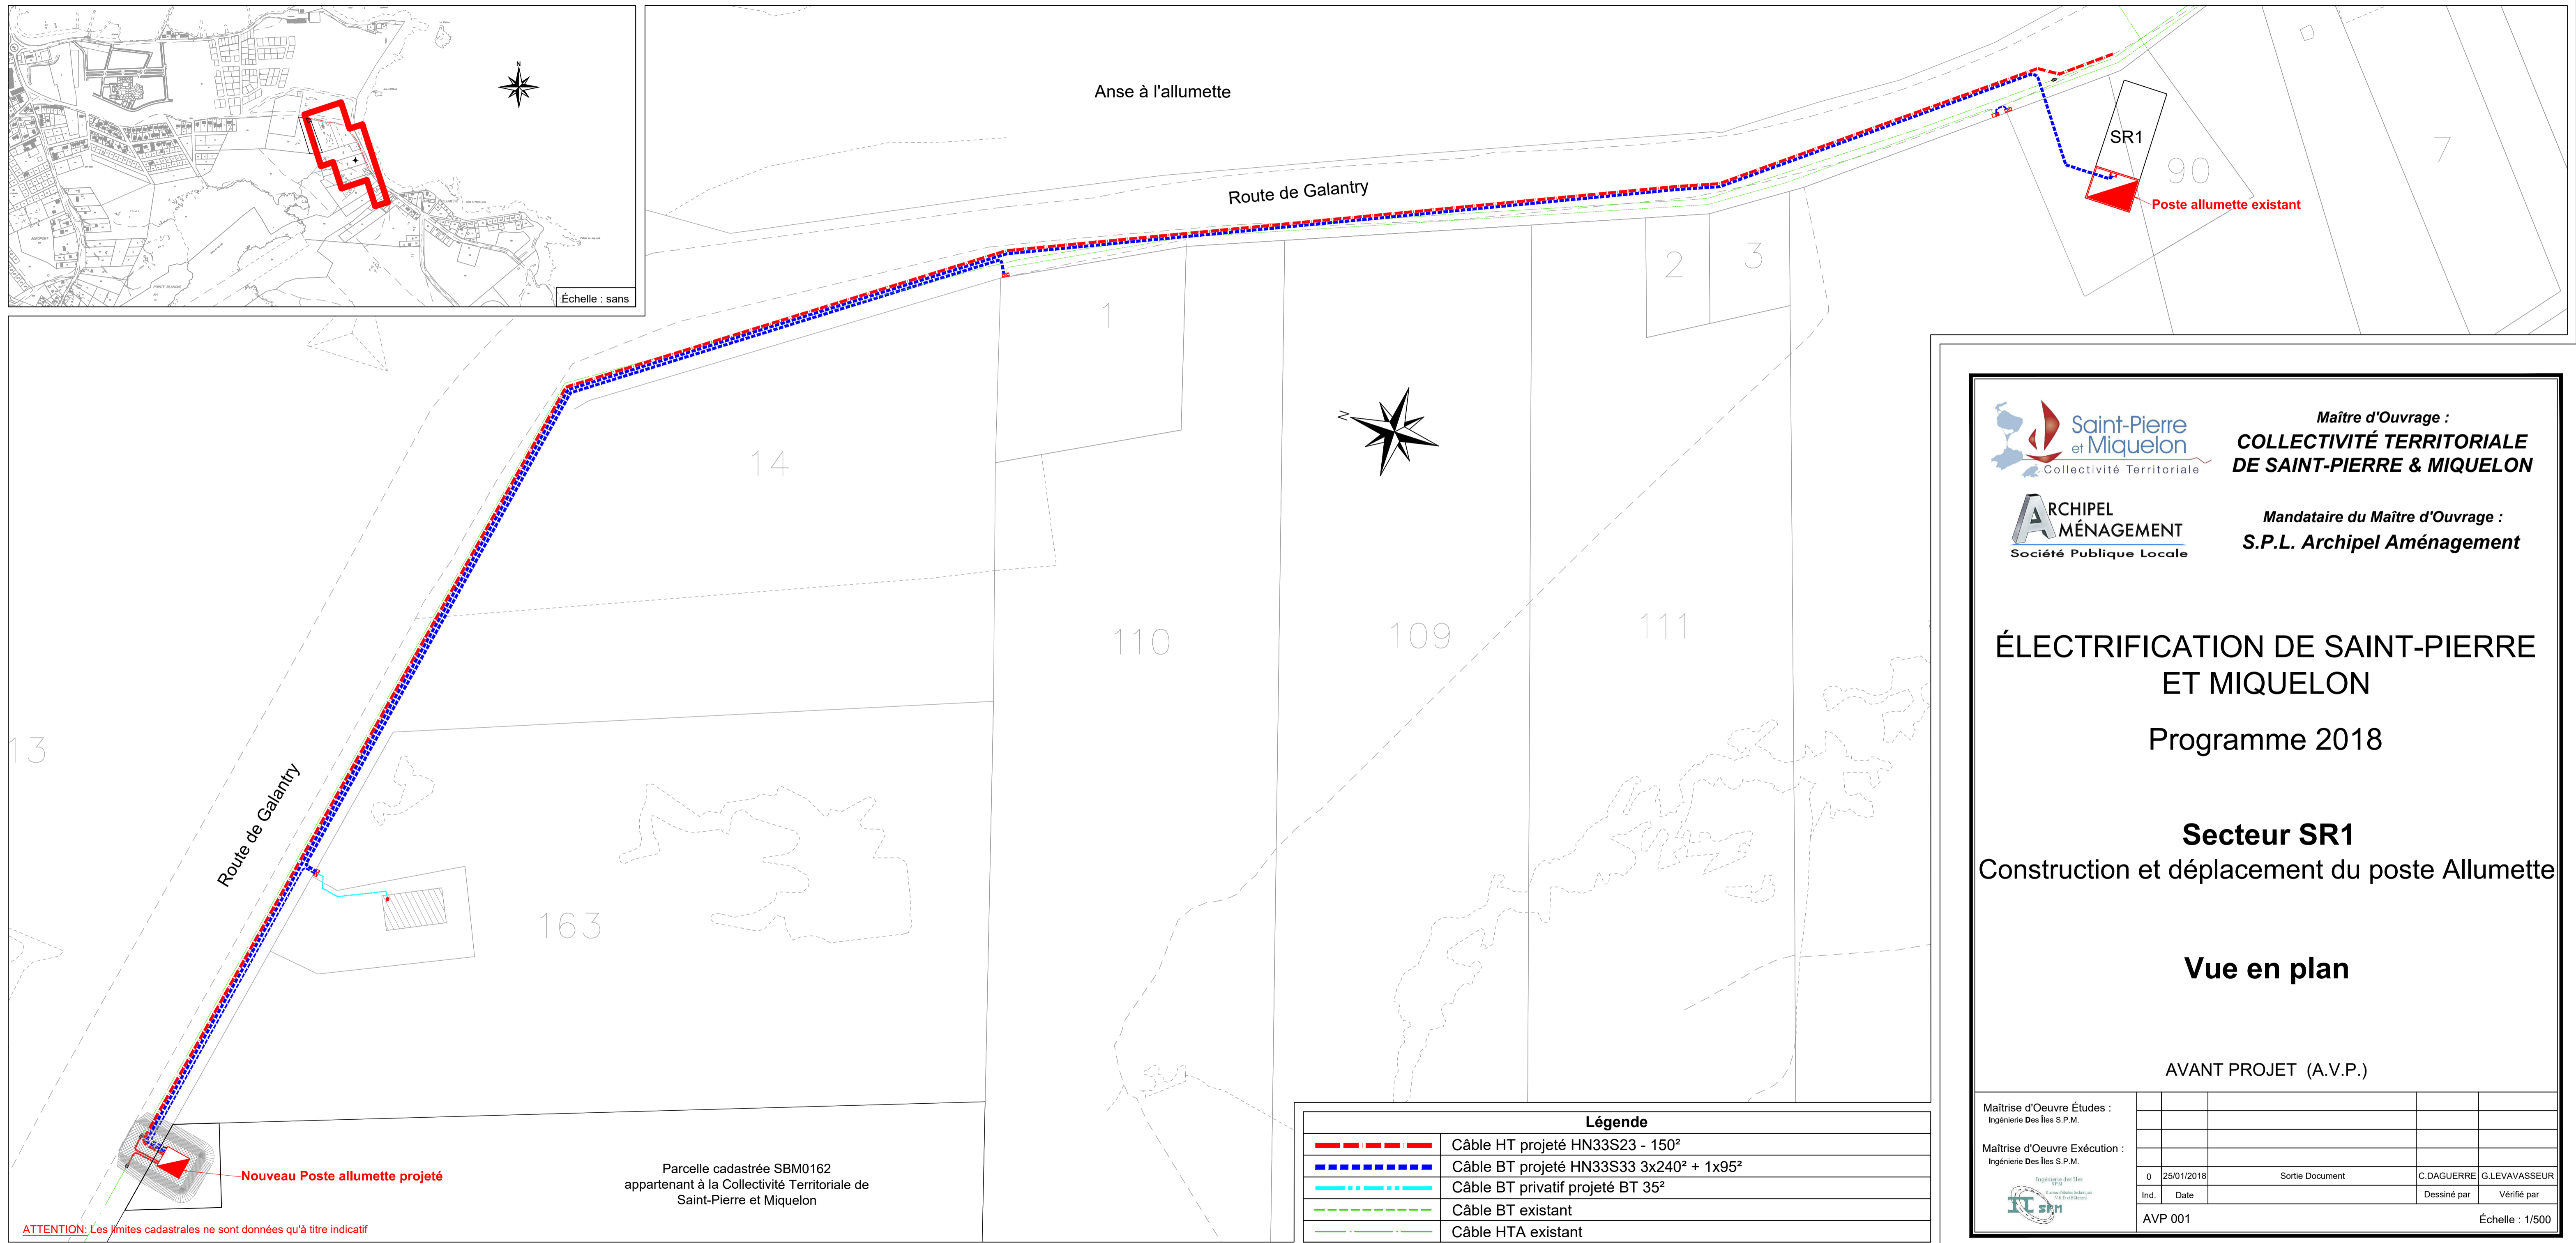 N
AEROPORT
POINTE BLANCHE
Échelle : sans
Anse à l'allumette
Route de Galantry
SR1
90
7
Poste allumette existant
1
2
3
14
N
110
109
111
13
Route de Galantry
163
Nouveau Poste allumette projeté
Parcelle cadastrée SBM0162
appartenant à la Collectivité Territoriale de
Saint-Pierre et Miquelon
ATTENTION: Les limites cadastrales ne sont données qu'à titre indicatif
Légende
Câble HT projeté HN33S23 - 150²
Câble BT projeté HN33S33 3x240² + 1x95²
Câble BT privatif projeté BT 35²
Câble BT existant
Câble HTA existant
Saint-Pierre
et Miquelon
Collectivité Territoriale
Maître d'Ouvrage :
COLLECTIVITÉ TERRITORIALE
DE SAINT-PIERRE & MIQUELON
ARCHIPEL
AMÉNAGEMENT
Société Publique Locale
Mandataire du Maître d'Ouvrage :
S.P.L. Archipel Aménagement
ÉLECTRIFICATION DE SAINT-PIERRE
ET MIQUELON
Programme 2018
Secteur SR1
Construction et déplacement du poste Allumette
Vue en plan
AVANT PROJET (A.V.P.)
Maîtrise d'Oeuvre Études :
Ingénierie Des Îles S.P.M.
Maîtrise d'Oeuvre Exécution :
Ingénierie Des Îles S.P.M.
Ingénierie des Iles
SPM
0 25/01/2018 Sortie Document C.DAGUERRE G.LEVAVASSEUR
Ind. Date Dessiné par Vérifié par
AVP 001 Échelle : 1/500